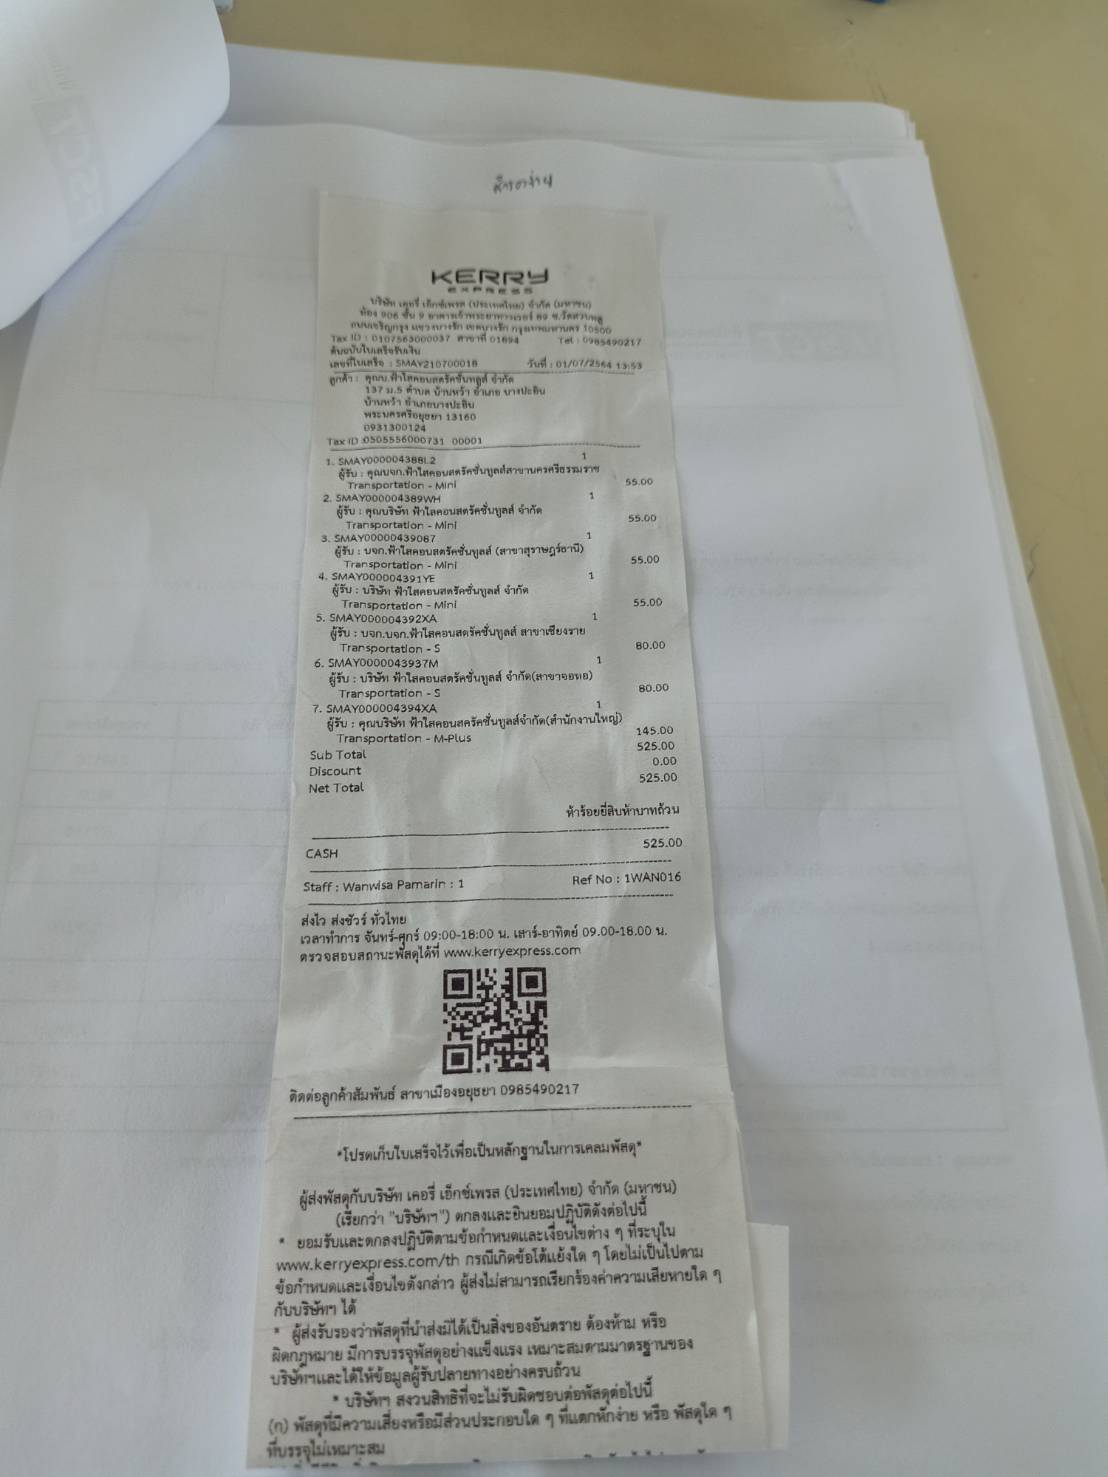 สำรองจ่าย
KERRY
EXPRESS
บริษัท เคอรี่ เอ็กซ์เพรส (ประเทศไทย) จำกัด (มหาชน)
ห้อง 906 ชั้น 9 อาคารเจ้าพระยาทาวเวอร์ 89 ซ.วัดสวนพลู
ถนนเจริญกรุง แขวงบางรัก เขตบางรัก กรุงเทพมหานคร 10500
Tax ID : 0107563000037 สาขาที่ 01694 Tel : 0985490217
ต้นฉบับใบเสร็จรับเงิน
เลขที่ใบเสร็จ : SMAY210700018 วันที่ : 01/07/2564 13:53
ลูกค้า : คุณบ.ฟ้าใสคอนสตรัคชั่นทูลส์ จำกัด
137 ม.5 ตำบล บ้านหว้า อำเภอ บางปะอิน
บ้านหว้า อำเภอบางปะอิน
พระนครศรีอยุธยา 13160
0931300124
Tax ID :0505556000731 00001
1. SMAY000004388L2 1
ผู้รับ : คุณบจก.ฟ้าใสคอนสตรัคชั่นทูลส์สาขานครศรีธรรมราช
Transportation - Mini 55.00
2. SMAY000004389WH 1
ผู้รับ : คุณบริษัท ฟ้าใสคอนสตรัคชั่นทูลส์ จำกัด
Transportation - Mini 55.00
3. SMAY000004390B7 1
ผู้รับ : บจก.ฟ้าใสคอนสตรัคชั่นทูลส์ (สาขาสุราษฎร์ธานี)
Transportation - Mini 55.00
4. SMAY000004391YE 1
ผู้รับ : บริษัท ฟ้าใสคอนสตรัคชั่นทูลส์ จำกัด
Transportation - Mini 55.00
5. SMAY000004392XA 1
ผู้รับ : บจก.บจก.ฟ้าใสคอนสตรัคชั่นทูลส์ สาขาเชียงราย
Transportation - S 80.00
6. SMAY0000043937M 1
ผู้รับ : บริษัท ฟ้าใสคอนสตรัคชั่นทูลส์ จำกัด(สาขาจอหอ)
Transportation - S 80.00
7. SMAY000004394XA 1
ผู้รับ : คุณบริษัท ฟ้าใสคอนสตรัคชั่นทูลส์จำกัด(สำนักงานใหญ่)
Transportation - M-Plus 145.00
Sub Total 525.00
Discount 0.00
Net Total 525.00
ห้าร้อยยี่สิบห้าบาทถ้วน
CASH 525.00
Staff : Wanwisa Pamarin : 1 Ref No : 1WAN016
ส่งไว ส่งชัวร์ ทั่วไทย
เวลาทำการ จันทร์-ศุกร์ 09:00-18:00 น. เสาร์-อาทิตย์ 09.00-18.00 น.
ตรวจสอบสถานะพัสดุได้ที่ www.kerryexpress.com
ติดต่อลูกค้าสัมพันธ์ สาขาเมืองอยุธยา 0985490217
*โปรดเก็บใบเสร็จไว้เพื่อเป็นหลักฐานในการเคลมพัสดุ*
ผู้ส่งพัสดุกับบริษัท เคอรี่ เอ็กซ์เพรส (ประเทศไทย) จำกัด (มหาชน)
(เรียกว่า "บริษัทฯ") ตกลงและยินยอมปฏิบัติดังต่อไปนี้
* ยอมรับและตกลงปฏิบัติตามข้อกำหนดและเงื่อนไขต่าง ๆ ที่ระบุใน
www.kerryexpress.com/th กรณีเกิดข้อโต้แย้งใด ๆ โดยไม่เป็นไปตาม
ข้อกำหนดและเงื่อนไขดังกล่าว ผู้ส่งไม่สามารถเรียกร้องค่าความเสียหายใด ๆ
กับบริษัทฯ ได้
* ผู้ส่งรับรองว่าพัสดุที่นำส่งมิได้เป็นสิ่งของอันตราย ต้องห้าม หรือ
ผิดกฎหมาย มีการบรรจุพัสดุอย่างแข็งแรง เหมาะสมตามมาตรฐานของ
บริษัทฯและได้ให้ข้อมูลผู้รับปลายทางอย่างครบถ้วน
* บริษัทฯ สงวนสิทธิที่จะไม่รับผิดชอบต่อพัสดุต่อไปนี้
(ก) พัสดุที่มีความเสี่ยงหรือมีส่วนประกอบใด ๆ ที่แตกหักง่าย หรือ พัสดุใด ๆ
ที่บรรจุไม่เหมาะสม